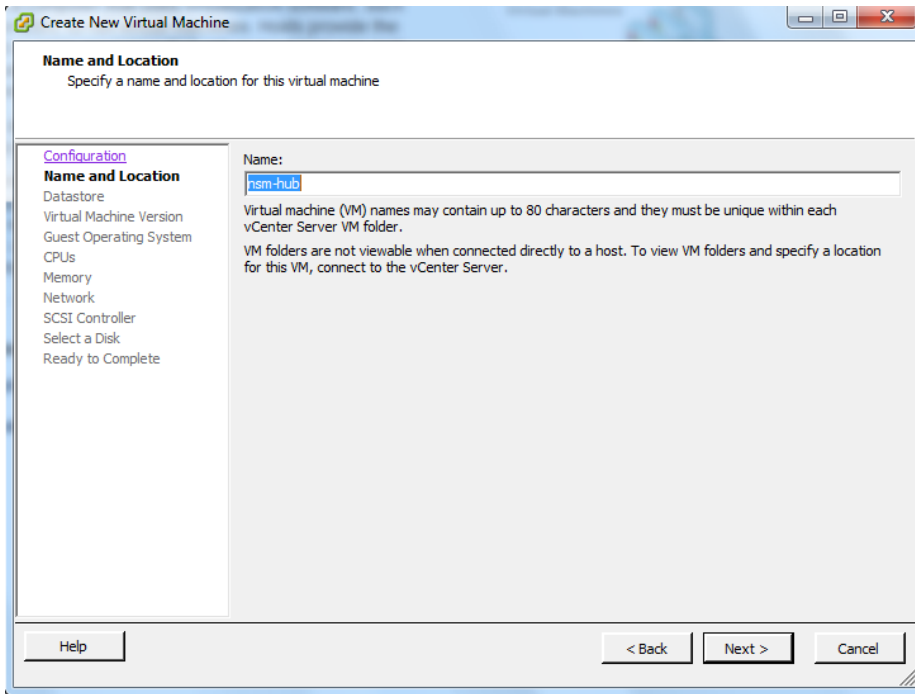 Create New Virtual Machine
Name and Location
Specify a name and location for this virtual machine
Configuration
Name and Location
Datastore
Virtual Machine Version
Guest Operating System
CPUs
Memory
Network
SCSI Controller
Select a Disk
Ready to Complete
Name:
nsm-hub
Virtual machine (VM) names may contain up to 80 characters and they must be unique within each
vCenter Server VM folder.
VM folders are not viewable when connected directly to a host. To view VM folders and specify a location
for this VM, connect to the vCenter Server.
Help
< Back
Next >
Cancel